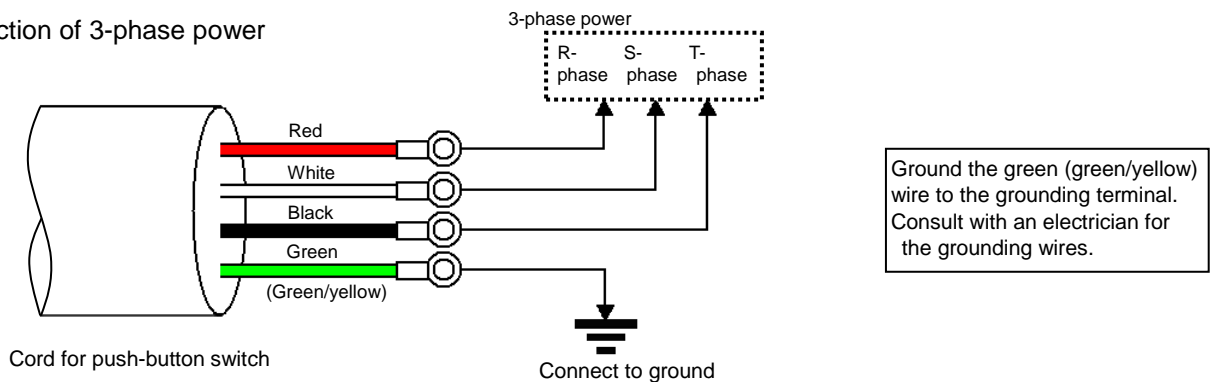 ction of 3-phase power
3-phase power
R- S- T-
phase phase phase
Red
White
Black
Green
(Green/yellow)
Cord for push-button switch
Connect to ground
Ground the green (green/yellow)
wire to the grounding terminal.
Consult with an electrician for
the grounding wires.